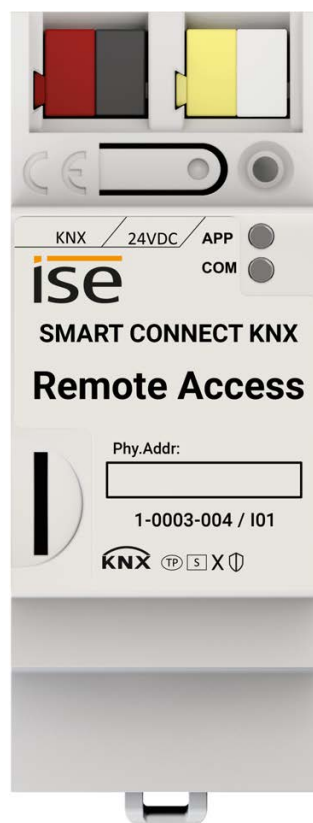 CE
KNX / 24VDC / APP
COM
ise
SMART CONNECT KNX
Remote Access
Phy.Addr:
1-0003-004 / I01
KNX TP S X